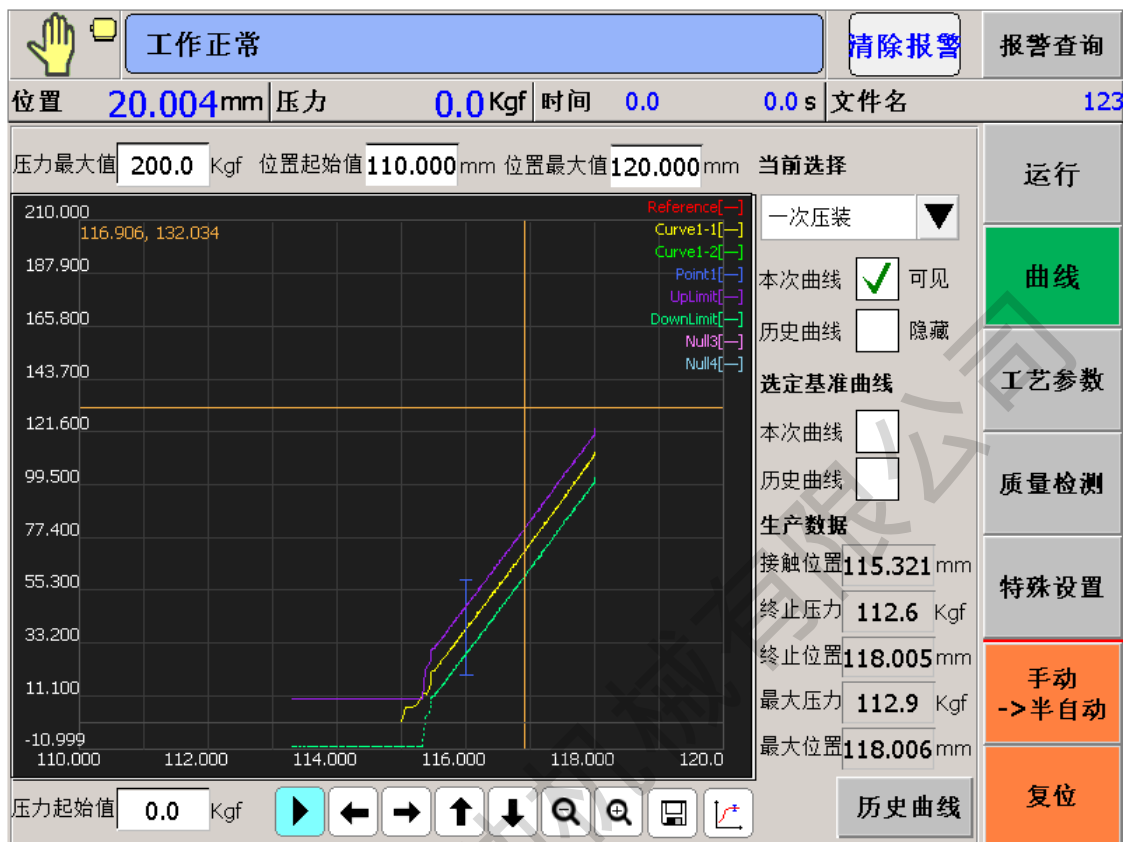 工作正常
清除报警
报警查询
位置 20.004mm 压力 0.0 Kgf 时间 0.0 0.0 s 文件名 123
压力最大值 200.0 Kgf 位置起始值 110.000 mm 位置最大值 120.000 mm
当前选择
一次压装
本次曲线 可见
历史曲线 隐藏
选定基准曲线
本次曲线
历史曲线
生产数据
接触位置 115.321 mm
终止压力 112.6 Kgf
终止位置 118.005 mm
最大压力 112.9 Kgf
最大位置 118.006 mm
历史曲线
210.000
116.906, 132.034
187.900
165.800
143.700
121.600
99.500
77.400
55.300
33.200
11.100
-10.999
110.000 112.000 114.000 116.000 118.000 120.0
Reference[—]
Curve1-1[—]
Curve1-2[—]
Point1[—]
UpLimit[—]
DownLimit[—]
Null3[—]
Null4[—]
压力起始值 0.0 Kgf
运行
曲线
工艺参数
质量检测
特殊设置
手动
->半自动
复位
机械有限公司